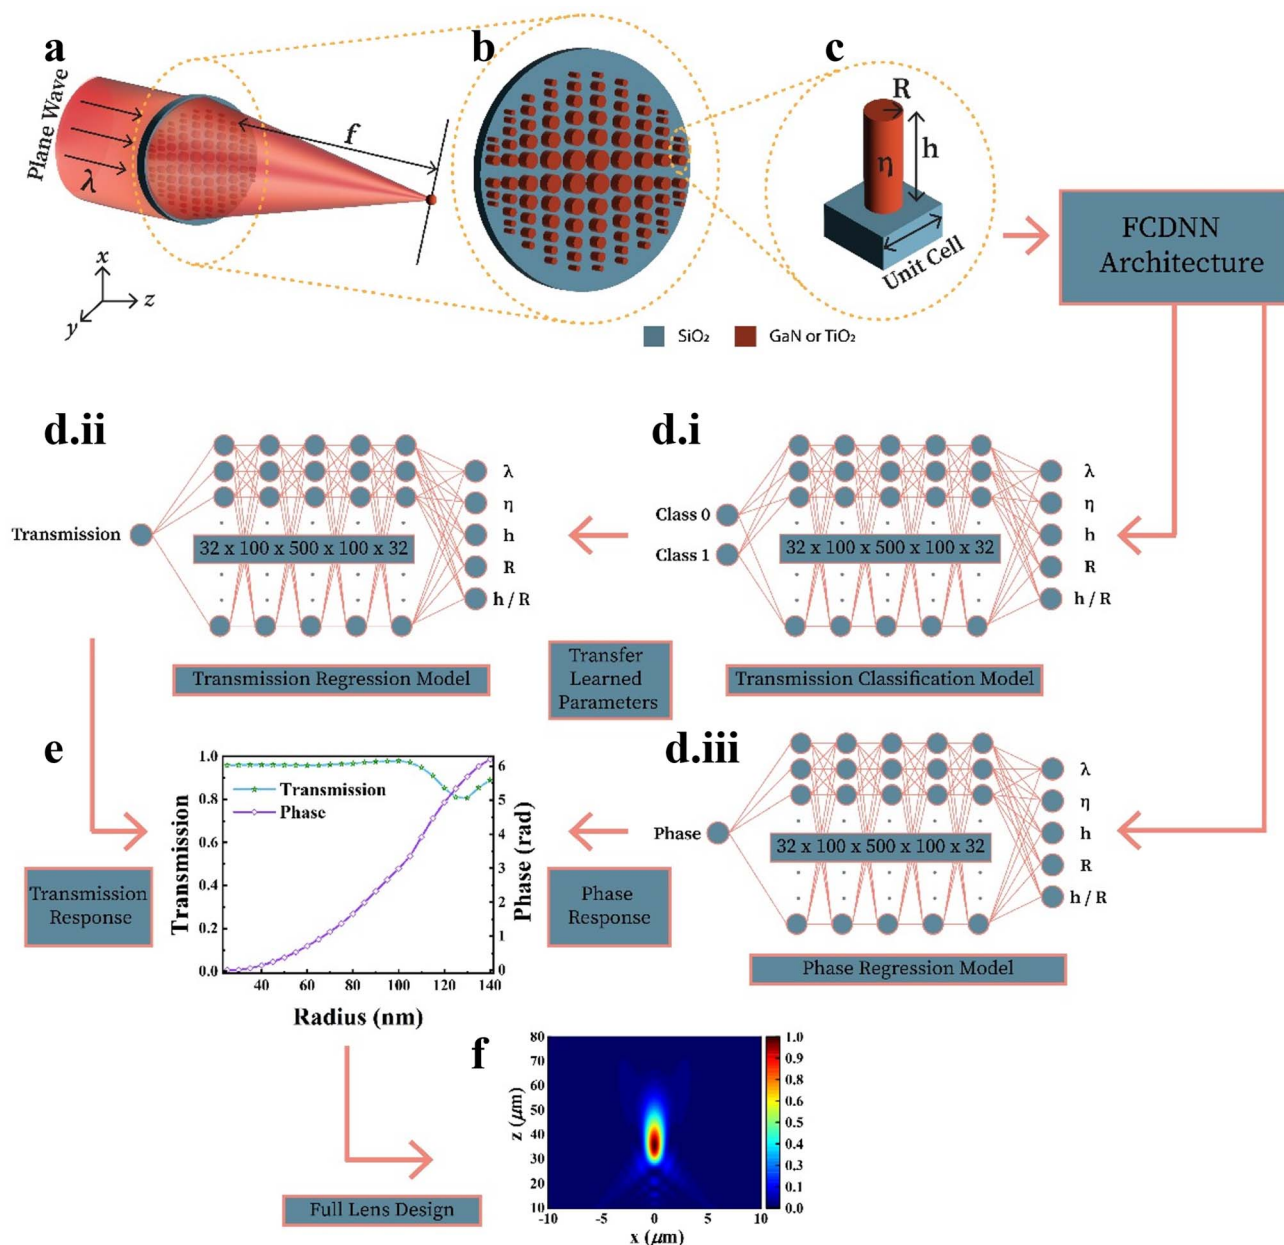 a
b
c
Plane Wave
λ
f
x
z
y
R
h
η
Unit Cell
FCDNN
Architecture
SiO₂
GaN or TiO₂
d.ii
Transmission
32 x 100 x 500 x 100 x 32
λ
η
h
R
h / R
Transmission Regression Model
d.i
Class 0
Class 1
32 x 100 x 500 x 100 x 32
λ
η
h
R
h / R
Transmission Classification Model
Transfer
Learned
Parameters
d.iii
Phase
32 x 100 x 500 x 100 x 32
λ
η
h
R
h / R
Phase Regression Model
e
Transmission
Response
Transmission
1.0
0.8
0.6
0.4
0.2
0.0
Transmission
Phase
6
5
4
3
2
1
0
Phase (rad)
40
60
80
100
120
140
Radius (nm)
Phase
Response
Full Lens Design
f
z (μm)
80
70
60
50
40
30
20
10
-10
-5
0
5
10
x (μm)
1.0
0.9
0.8
0.7
0.6
0.5
0.4
0.3
0.2
0.1
0.0